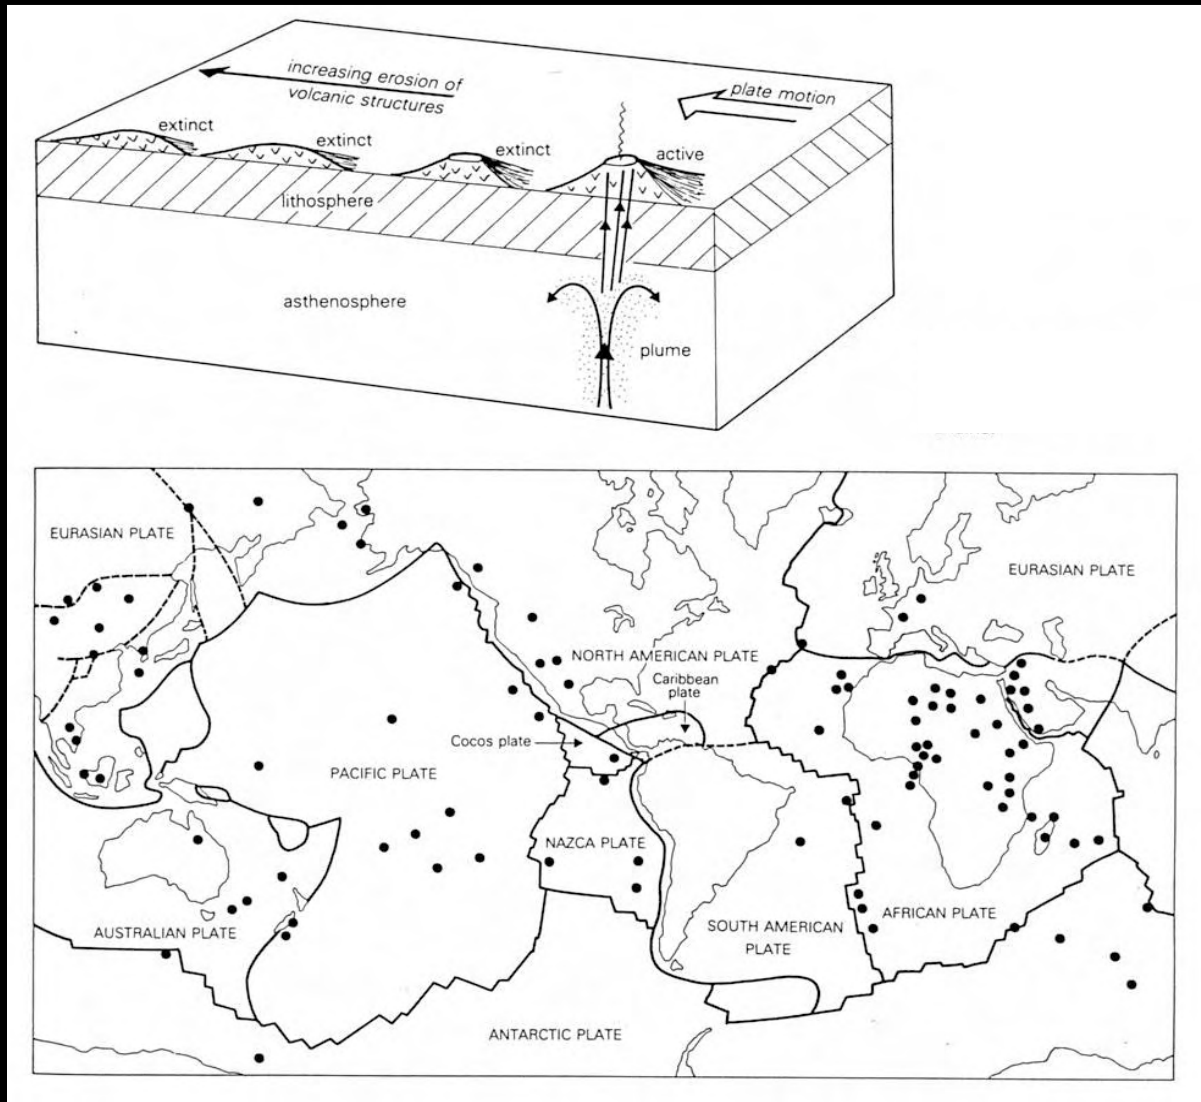 increasing erosion of
volcanic structures
plate motion
extinct
extinct
extinct
active
lithosphere
asthenosphere
plume
EURASIAN PLATE
EURASIAN PLATE
NORTH AMERICAN PLATE
Caribbean
plate
Cocos plate
PACIFIC PLATE
NAZCA PLATE
AUSTRALIAN PLATE
SOUTH AMERICAN
PLATE
AFRICAN PLATE
ANTARCTIC PLATE